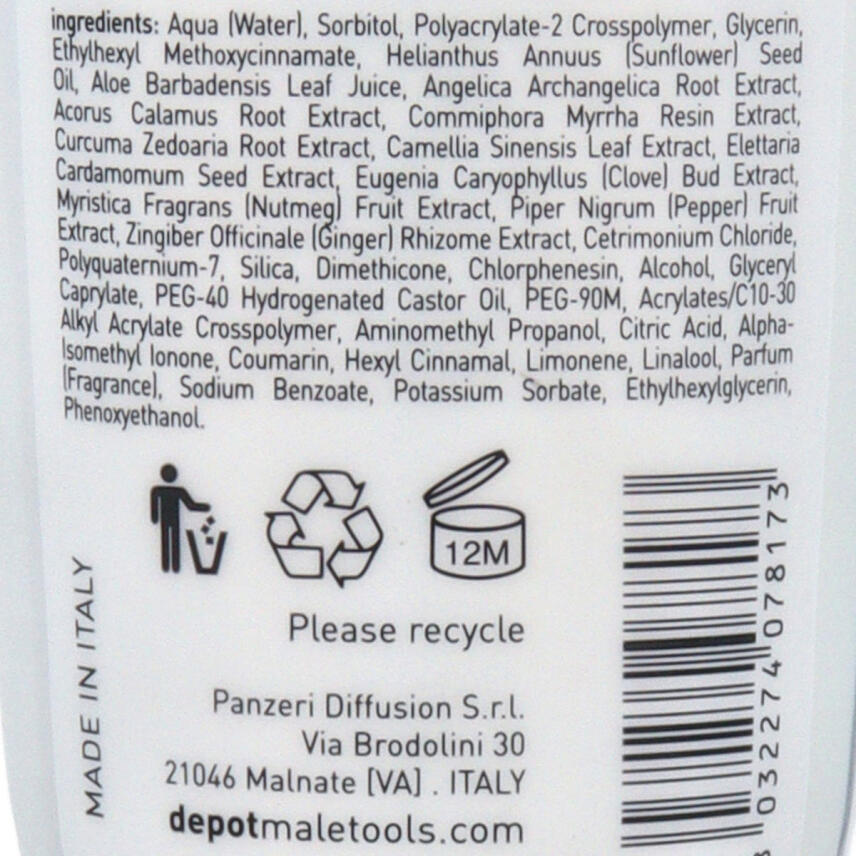 ingredients: Aqua (Water), Sorbitol, Polyacrylate-2 Crosspolymer, Glycerin,
Ethylhexyl Methoxycinnamate, Helianthus Annuus (Sunflower) Seed
Oil, Aloe Barbadensis Leaf Juice, Angelica Archangelica Root Extract,
Acorus Calamus Root Extract, Commiphora Myrrha Resin Extract,
Curcuma Zedoaria Root Extract, Camellia Sinensis Leaf Extract, Elettaria
Cardamomum Seed Extract, Eugenia Caryophyllus (Clove) Bud Extract,
Myristica Fragrans (Nutmeg) Fruit Extract, Piper Nigrum (Pepper) Fruit
Extract, Zingiber Officinale (Ginger) Rhizome Extract, Cetrimonium Chloride,
Polyquaternium-7, Silica, Dimethicone, Chlorphenesin, Alcohol, Glyceryl
Caprylate, PEG-40 Hydrogenated Castor Oil, PEG-90M, Acrylates/C10-30
Alkyl Acrylate Crosspolymer, Aminomethyl Propanol, Citric Acid, Alpha-
Isomethyl Ionone, Coumarin, Hexyl Cinnamal, Limonene, Linalool, Parfum
(Fragrance), Sodium Benzoate, Potassium Sorbate, Ethylhexylglycerin,
Phenoxyethanol.
12M
Please recycle
MADE IN ITALY
Panzeri Diffusion S.r.l.
Via Brodolini 30
21046 Malnate [VA] . ITALY
depotmaletools.com
032274 078173